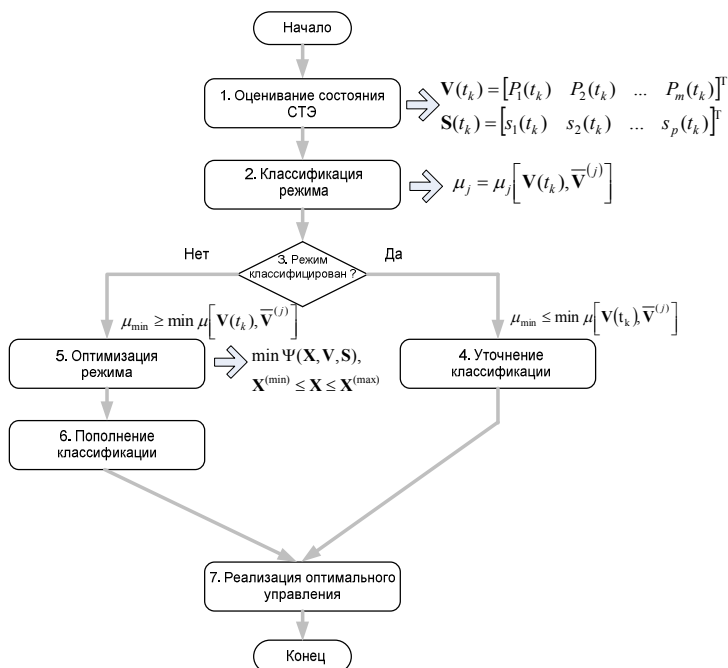 Начало
1. Оценивание состояния
СТЭ
V(t_k) = [P_1(t_k) P_2(t_k) ... P_m(t_k)]^T
S(t_k) = [s_1(t_k) s_2(t_k) ... s_p(t_k)]^T
2. Классификация
режима
μ_j = μ_j[V(t_k), V̅^(j)]
Нет
3. Режим
классифицирован ?
Да
μ_min ≥ min μ[V(t_k), V̅^(j)]
μ_min ≤ min μ[V(t_k), V̅^(j)]
5. Оптимизация
режима
min Ψ(X, V, S),
X^(min) ≤ X ≤ X^(max)
4. Уточнение
классификации
6. Пополнение
классификации
7. Реализация оптимального
управления
Конец